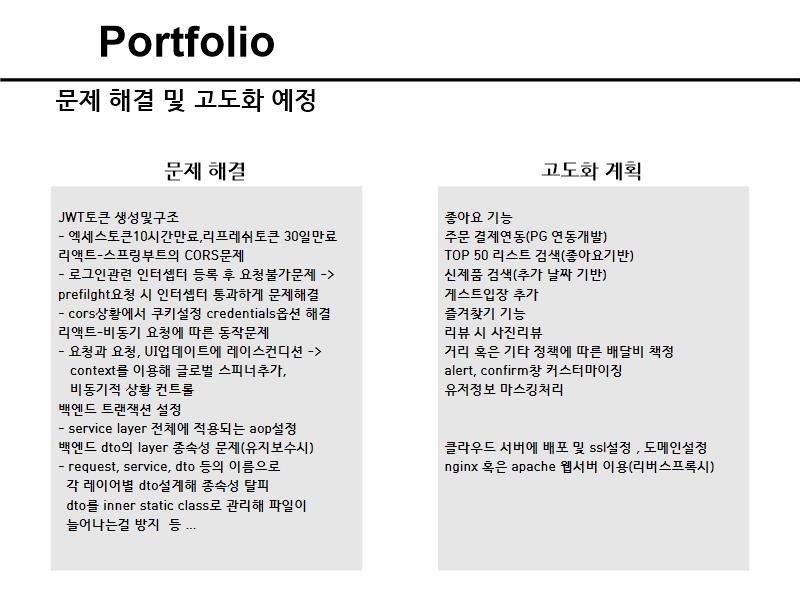 Portfolio
문제 해결 및 고도화 예정
문제 해결
JWT토큰 생성및구조
- 엑세스토큰10시간만료,리프레쉬토큰 30일만료
리액트-스프링부트의 CORS문제
- 로그인관련 인터셉터 등록 후 요청불가문제 ->
prefilght요청 시 인터셉터 통과하게 문제해결
- cors상황에서 쿠키설정 credentials옵션 해결
리액트-비동기 요청에 따른 동작문제
- 요청과 요청, UI업데이트에 레이스컨디션 ->
context를 이용해 글로벌 스피너추가,
비동기적 상황 컨트롤
백엔드 트랜잭션 설정
- service layer 전체에 적용되는 aop설정
백엔드 dto의 layer 종속성 문제(유지보수시)
- request, service, dto 등의 이름으로
각 레이어별 dto설계해 종속성 탈피
dto를 inner static class로 관리해 파일이
늘어나는걸 방지 등 ...
고도화 계획
좋아요 기능
주문 결제연동(PG 연동개발)
TOP 50 리스트 검색(좋아요기반)
신제품 검색(추가 날짜 기반)
게스트입장 추가
즐겨찾기 기능
리뷰 시 사진리뷰
거리 혹은 기타 정책에 따른 배달비 책정
alert, confirm창 커스터마이징
유저정보 마스킹처리
클라우드 서버에 배포 및 ssl설정 , 도메인설정
nginx 혹은 apache 웹서버 이용(리버스프록시)